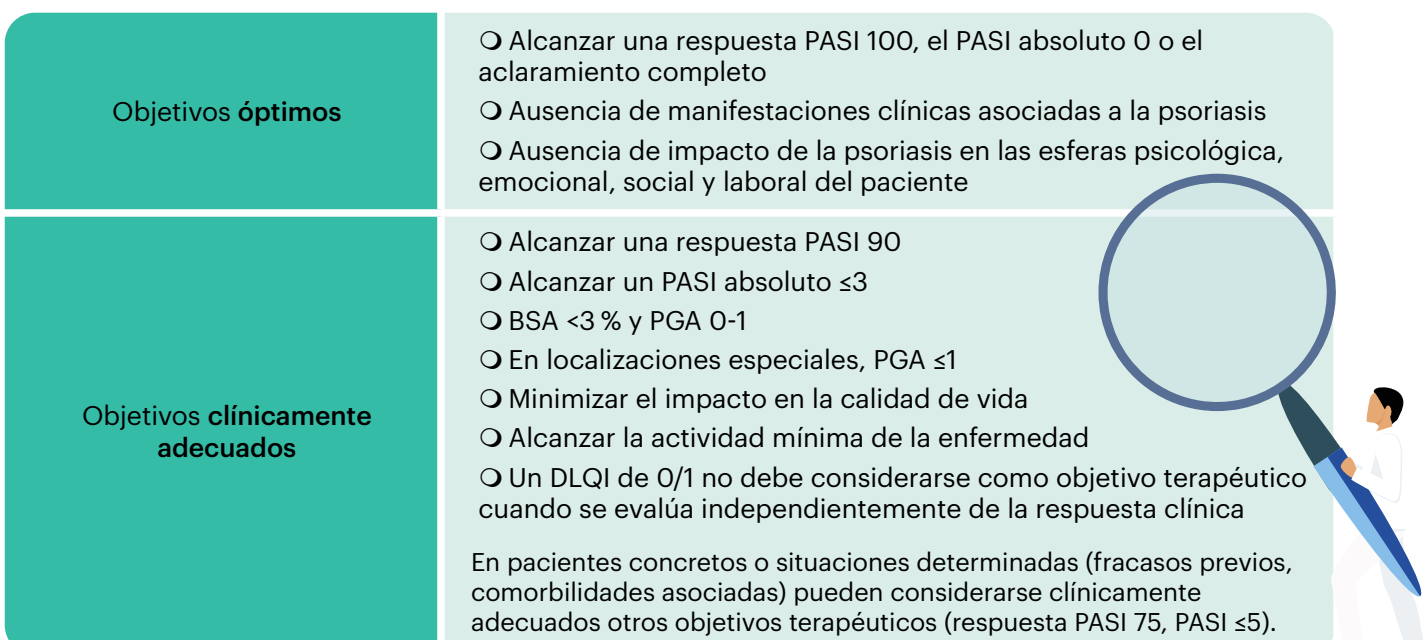 Objetivos óptimos
❍ Alcanzar una respuesta PASI 100, el PASI absoluto 0 o el
aclaramiento completo
❍ Ausencia de manifestaciones clínicas asociadas a la psoriasis
❍ Ausencia de impacto de la psoriasis en las esferas psicológica,
emocional, social y laboral del paciente
Objetivos clínicamente
adecuados
❍ Alcanzar una respuesta PASI 90
❍ Alcanzar un PASI absoluto ≤3
❍ BSA <3 % y PGA 0-1
❍ En localizaciones especiales, PGA ≤1
❍ Minimizar el impacto en la calidad de vida
❍ Alcanzar la actividad mínima de la enfermedad
❍ Un DLQI de 0/1 no debe considerarse como objetivo terapéutico
cuando se evalúa independientemente de la respuesta clínica
En pacientes concretos o situaciones determinadas (fracasos previos,
comorbilidades asociadas) pueden considerarse clínicamente
adecuados otros objetivos terapéuticos (respuesta PASI 75, PASI ≤5).